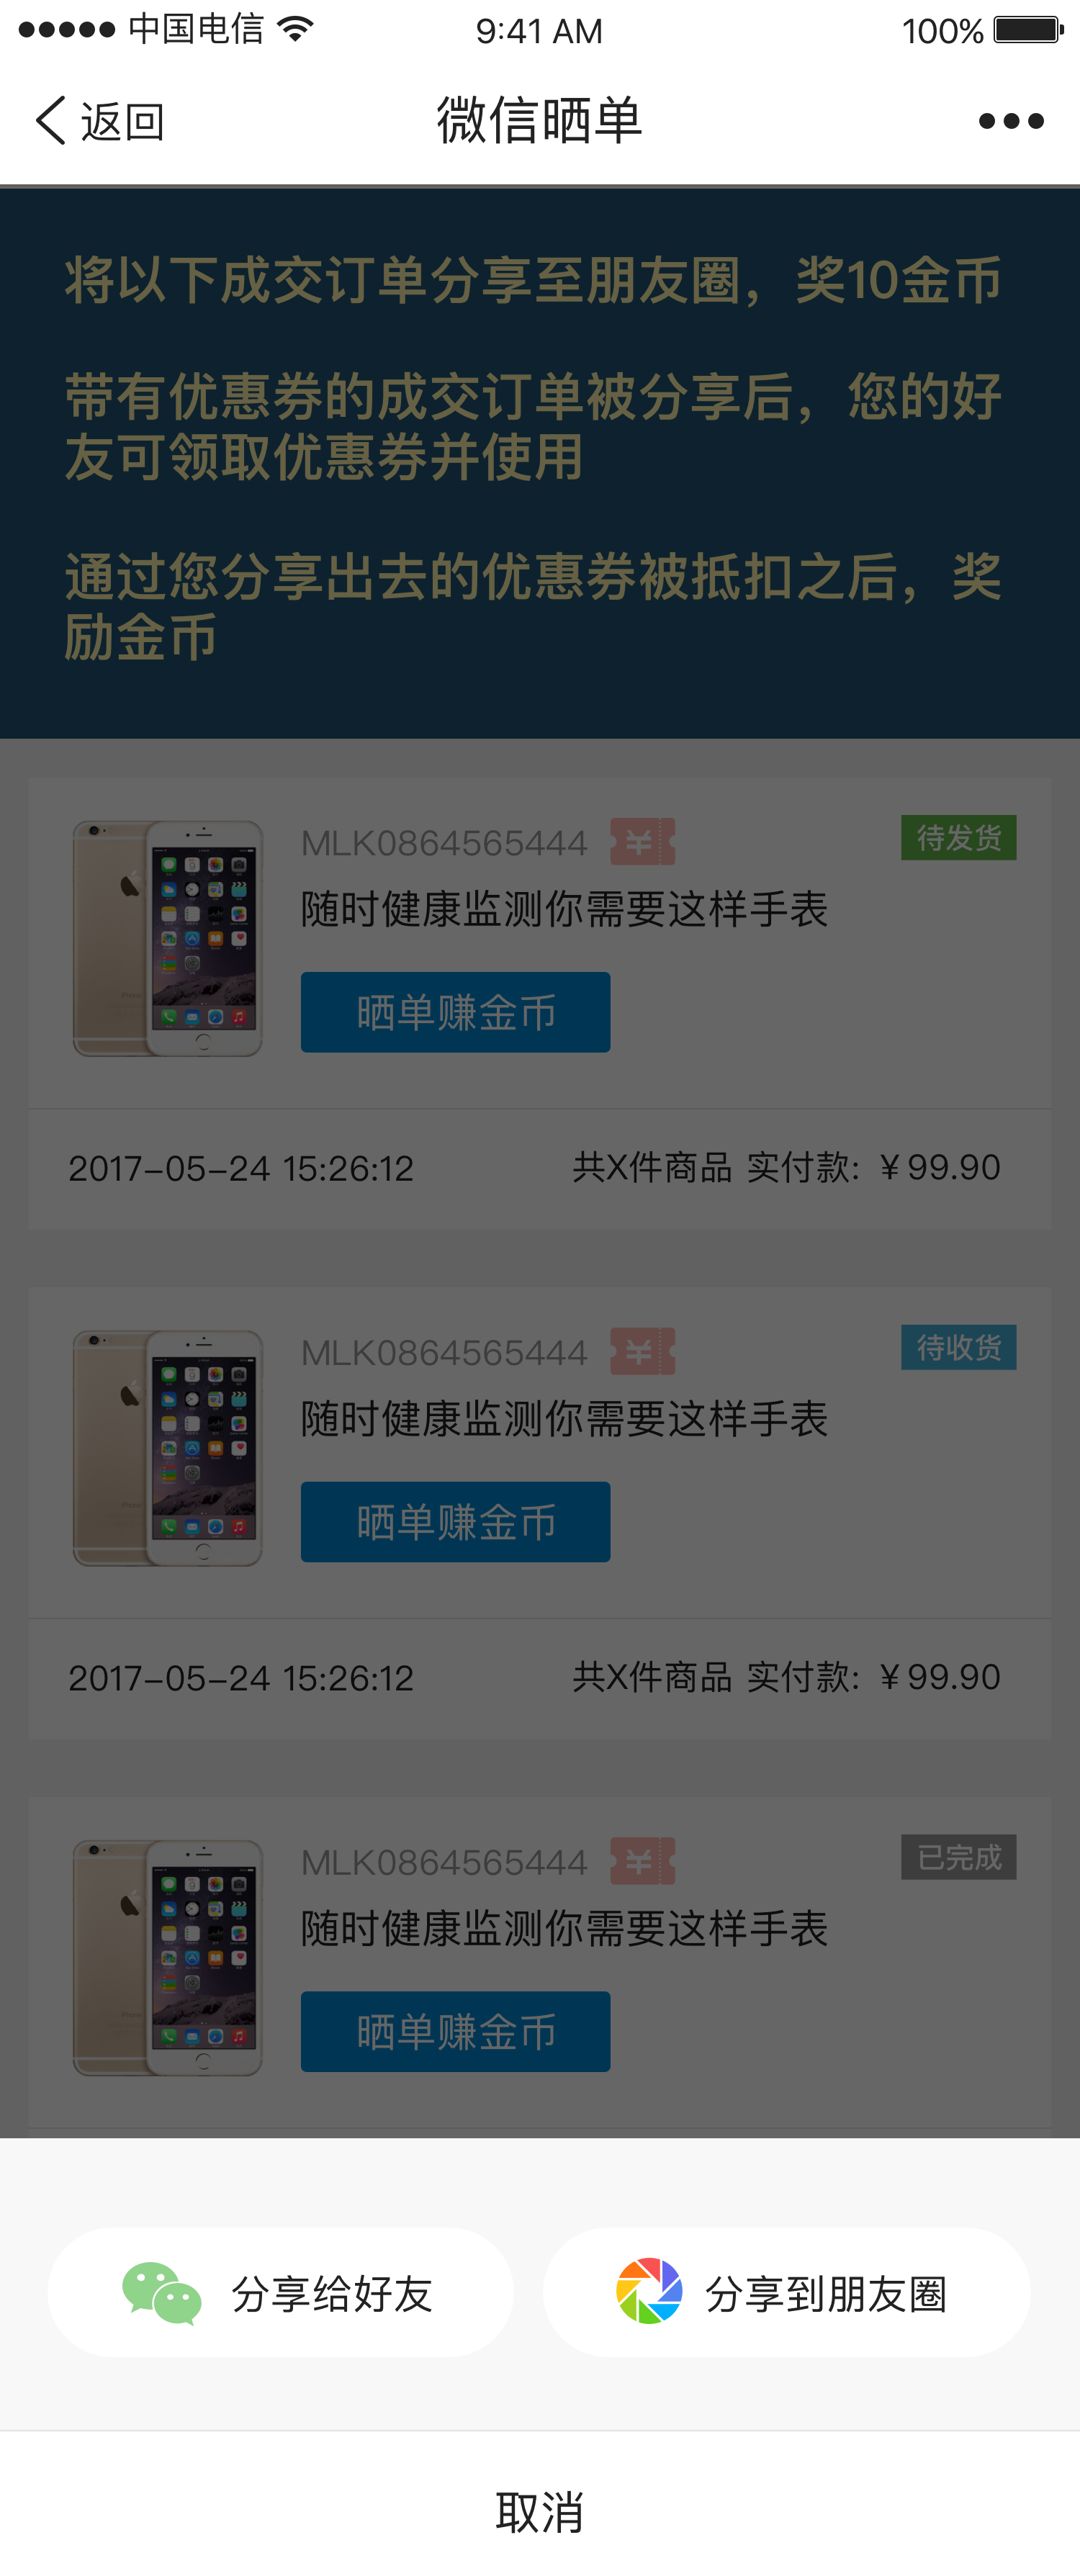 中国电信 9:41 AM 100%
返回 微信晒单
将以下成交订单分享至朋友圈，奖10金币
带有优惠券的成交订单被分享后，您的好
友可领取优惠券并使用
通过您分享出去的优惠券被抵扣之后，奖
励金币
MLK0864565444 ¥ 待发货
随时健康监测你需要这样手表
晒单赚金币
2017-05-24 15:26:12 共X件商品 实付款: ￥99.90
MLK0864565444 ¥ 待收货
随时健康监测你需要这样手表
晒单赚金币
2017-05-24 15:26:12 共X件商品 实付款: ￥99.90
MLK0864565444 ¥ 已完成
随时健康监测你需要这样手表
晒单赚金币
分享给好友 分享到朋友圈
取消